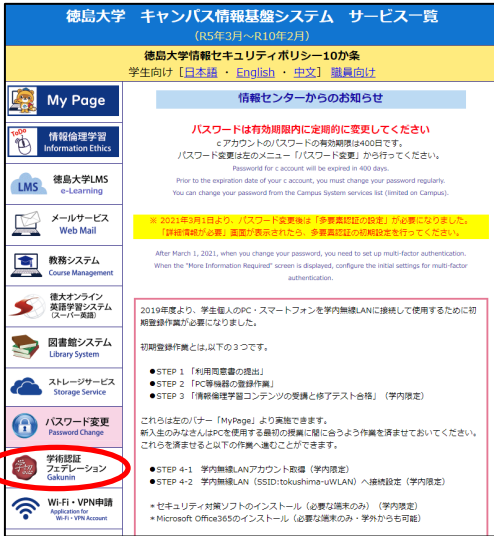 徳島大学　キャンパス情報基盤システム　サービス一覧
(R5年3月～R10年2月)
徳島大学情報セキュリティポリシー10か条
学生向け［日本語 ・ English ・ 中文］ 職員向け
My Page
ToDo
情報倫理学習
Information Ethics
LMS
徳島大学LMS
e-Learning
メールサービス
Web Mail
教務システム
Course Management
徳大オンライン
英語学習システム
(スーパー英語)
図書館システム
Library System
ストレージサービス
Storage Service
パスワード変更
Password Change
学認
学術認証
フェデレーション
Gakunin
Wi-Fi・VPN申請
Application for
Wi-Fi・VPN Account
情報センターからのお知らせ
パスワードは有効期限内に定期的に変更してください
c アカウントのパスワードの有効期限は400日です。
パスワード変更は左のメニュー「パスワード変更」から行ってください。
Password for c account will be expired in 400 days.
Prior to the expiration date of your c account, you must change your password regularly.
You can change your password from the Campus System services list (limited on Campus).
※ 2021年3月1日より、パスワード変更後は「多要素認証の設定」が必要になりました。
「詳細情報が必要」画面が表示されたら、多要素認証の初期設定を行ってください。
After March 1, 2021, when you change your password, you need to set up multi-factor authentication.
When the "More Information Required" screen is displayed, configure the initial settings for multi-factor
authentication.
2019年度より、学生個人のPC・スマートフォンを学内無線LANに接続して使用するために初
期登録作業が必要になりました。
初期登録作業とは,以下の３つです。
●STEP 1 「利用同意書の提出」
●STEP 2 「PC等機器の登録作業」
●STEP 3 「情報倫理学習コンテンツの受講と修了テスト合格」（学内限定）
これらは左のバナー「MyPage」より実施できます。
新入生のみなさんはPCを使用する最初の授業に間に合うよう作業を済ませておいてください。
これらを済ませると以下の作業へ進むことができます。
●STEP 4-1 学内無線LANアカウント取得（学内限定）
●STEP 4-2 学内無線LAN（SSID:tokushima-uWLAN）へ接続設定（学内限定）
＊セキュリティ対策ソフトのインストール（必要な端末のみ）（学内限定）
＊Microsoft Office365のインストール（必要な端末のみ・学外からも可能）